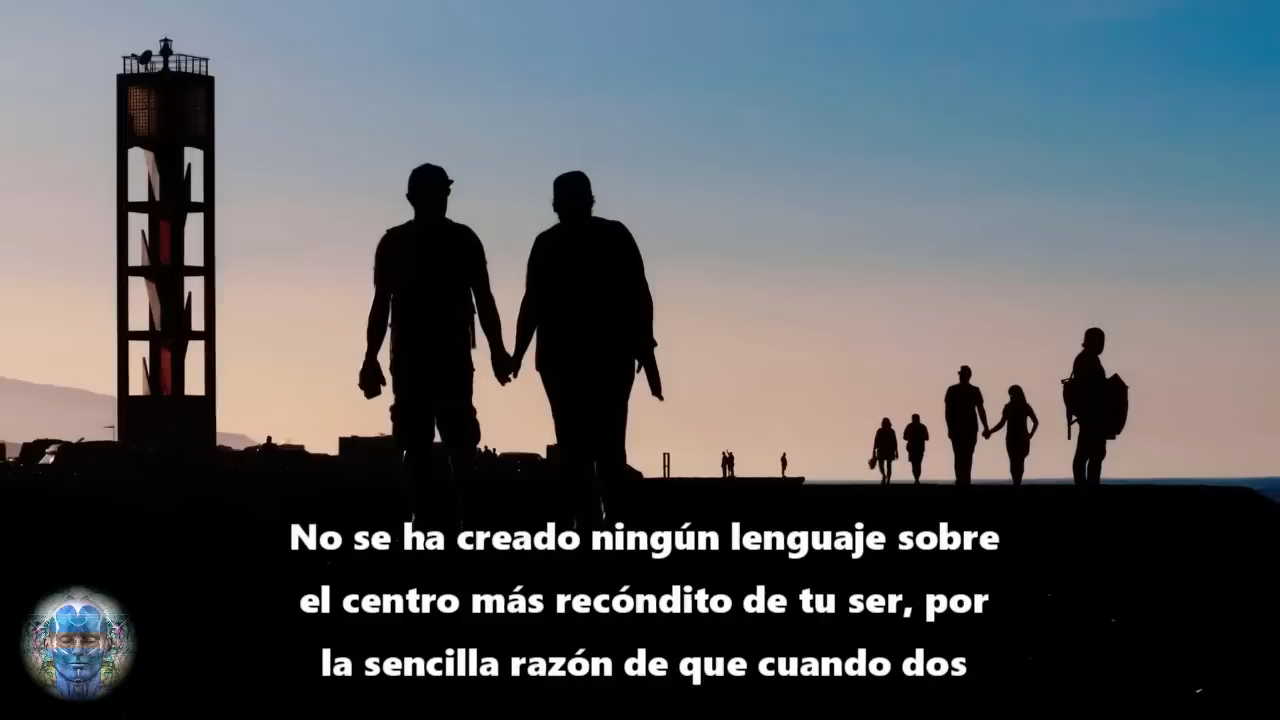 No se ha creado ningún lenguaje sobre
el centro más recóndito de tu ser, por
la sencilla razón de que cuando dos